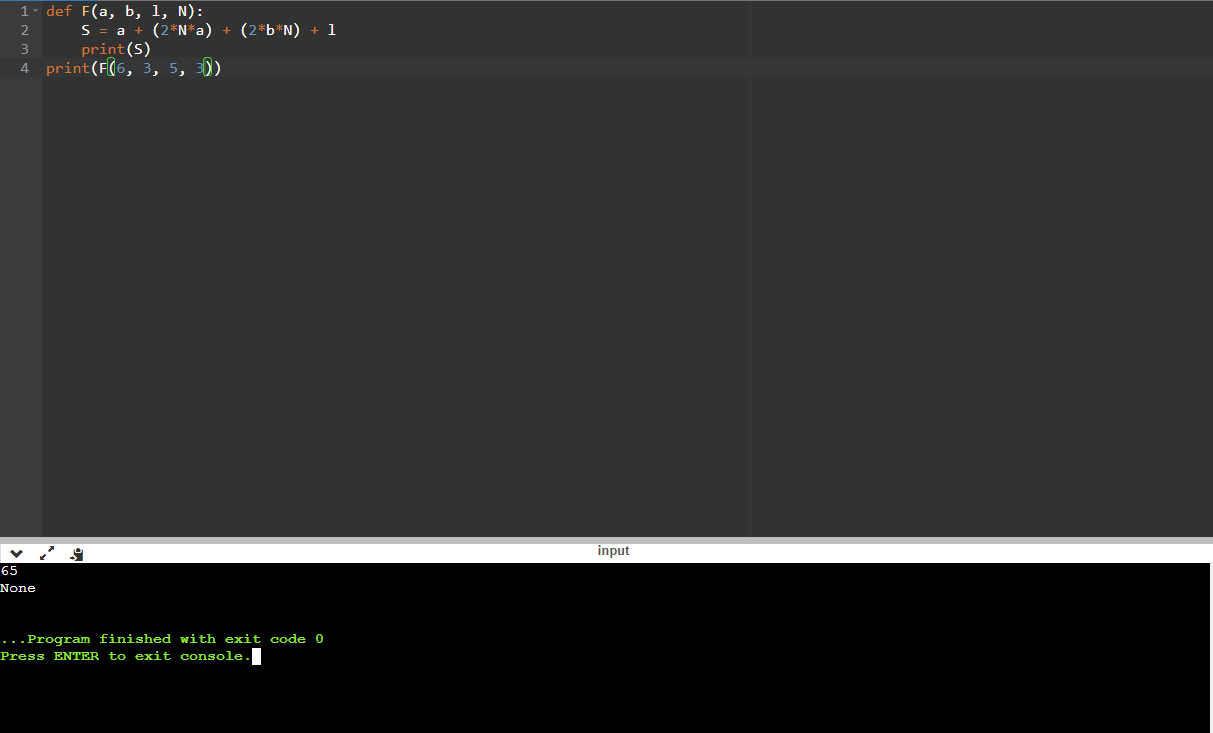 1 def F(a, b, l, N):
2     S = a + (2*N*a) + (2*b*N) + l
3     print(S)
4 print(F(6, 3, 5, 3))
input
65
None
...Program finished with exit code 0
Press ENTER to exit console.